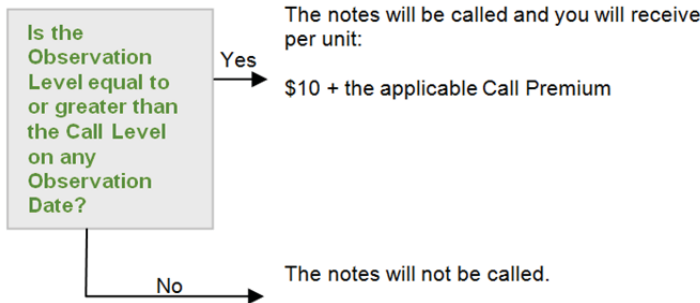 Is the
Observation
Level equal to
or greater than
the Call Level
on any
Observation
Date?
Yes
The notes will be called and you will receive
per unit:
$10 + the applicable Call Premium
No
The notes will not be called.